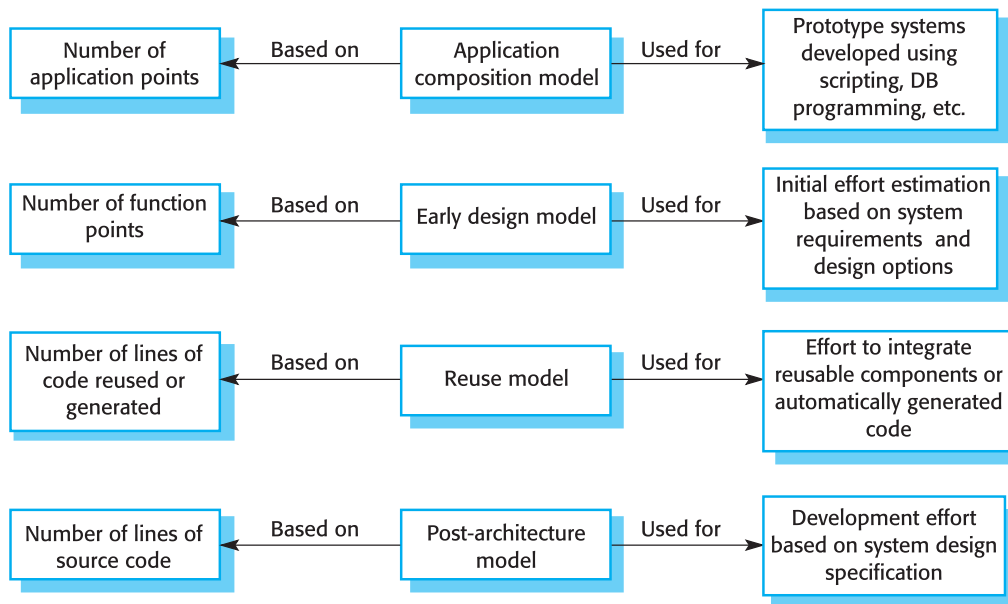 Number of
application points
Based on
Application
composition model
Used for
Prototype systems
developed using
scripting, DB
programming, etc.
Number of function
points
Based on
Early design model
Used for
Initial effort estimation
based on system
requirements and
design options
Number of lines of
code reused or
generated
Based on
Reuse model
Used for
Effort to integrate
reusable components or
automatically generated
code
Number of lines of
source code
Based on
Post-architecture
model
Used for
Development effort
based on system design
specification